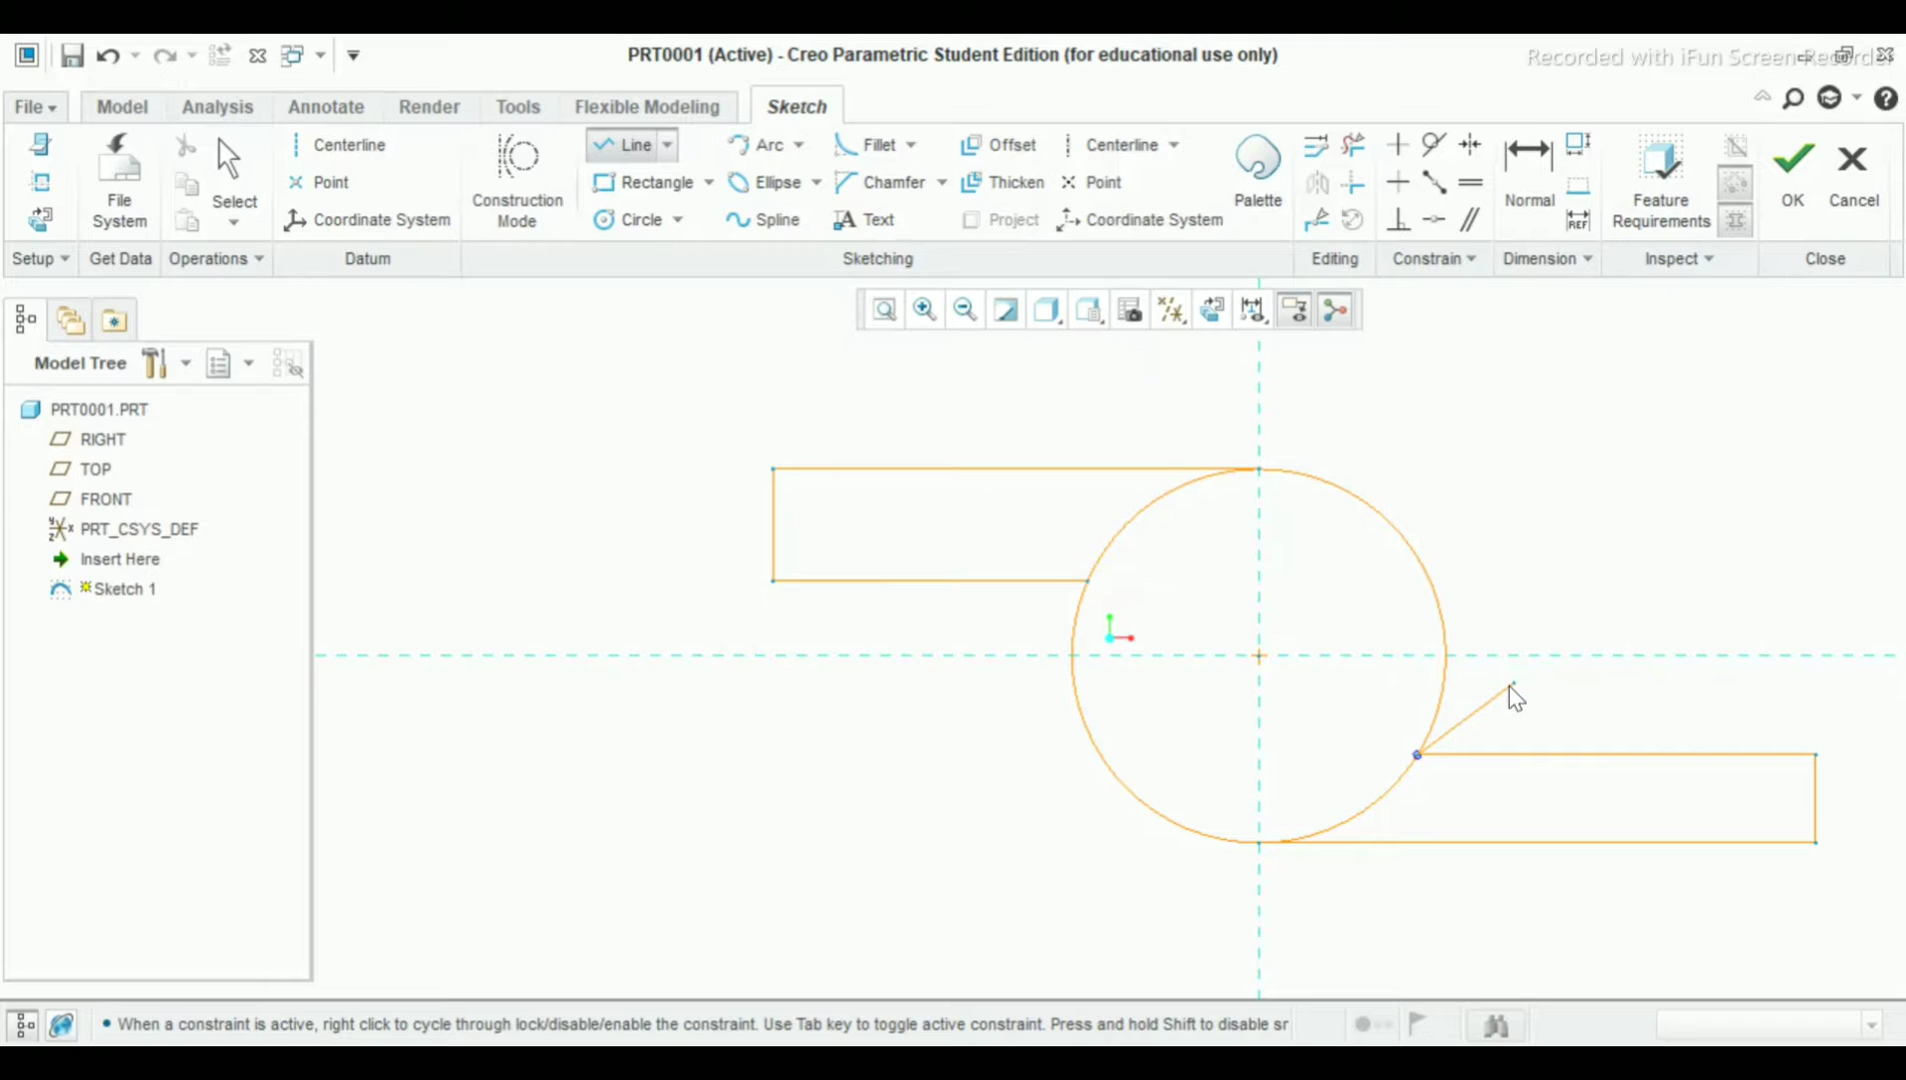 PRT0001 (Active) - Creo Parametric Student Edition (for educational use only)
Recorded with iFun Screen Recorder
File Model Analysis Annotate Render Tools Flexible Modeling Sketch
Centerline Line Arc Fillet Offset Centerline
Point Rectangle Ellipse Chamfer Thicken Point
File System Select Construction Mode Palette Normal Feature Requirements OK Cancel
Coordinate System Circle Spline Text Project Coordinate System
REF
Setup Get Data Operations Datum Sketching Editing Constrain Dimension Inspect Close
Model Tree
PRT0001.PRT
RIGHT
TOP
FRONT
PRT_CSYS_DEF
Insert Here
Sketch 1
When a constraint is active, right click to cycle through lock/disable/enable the constraint. Use Tab key to toggle active constraint. Press and hold Shift to disable sr